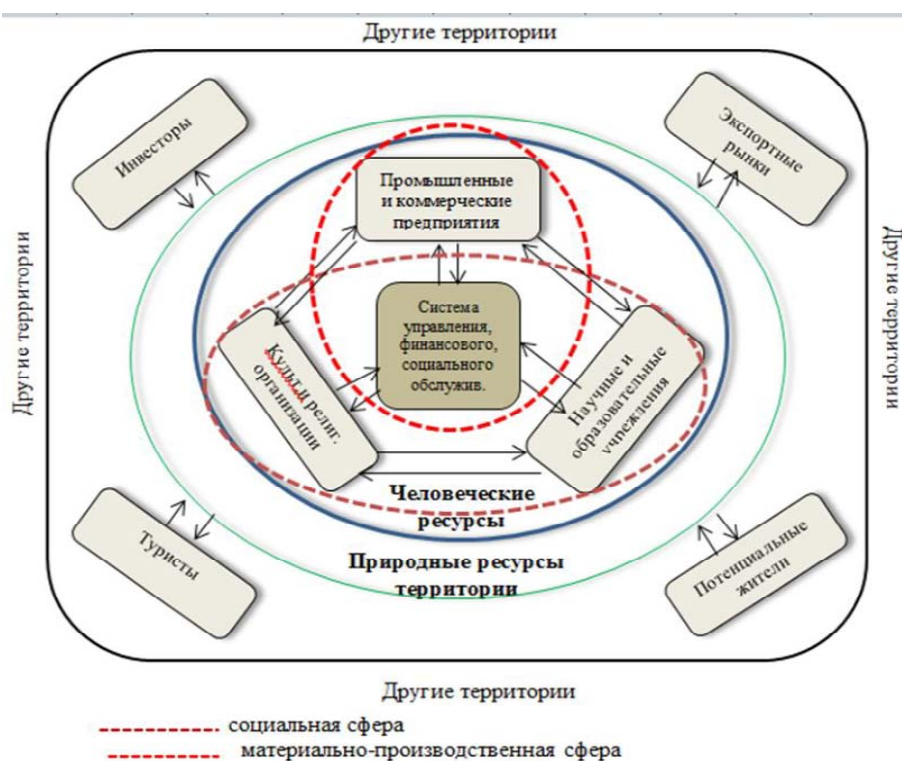 Другие территории
Инвесторы
Экспортные
рынки
Промышленные
и коммерческие
предприятия
Другие территории
Другие территории
Система
управления,
финансового,
социального
обслужив.
Культ и религ.
организации
Научные и
образовательные
учреждения
Человеческие
ресурсы
Природные ресурсы
территории
Туристы
Потенциальные
жители
Другие территории
социальная сфера
материально-производственная сфера